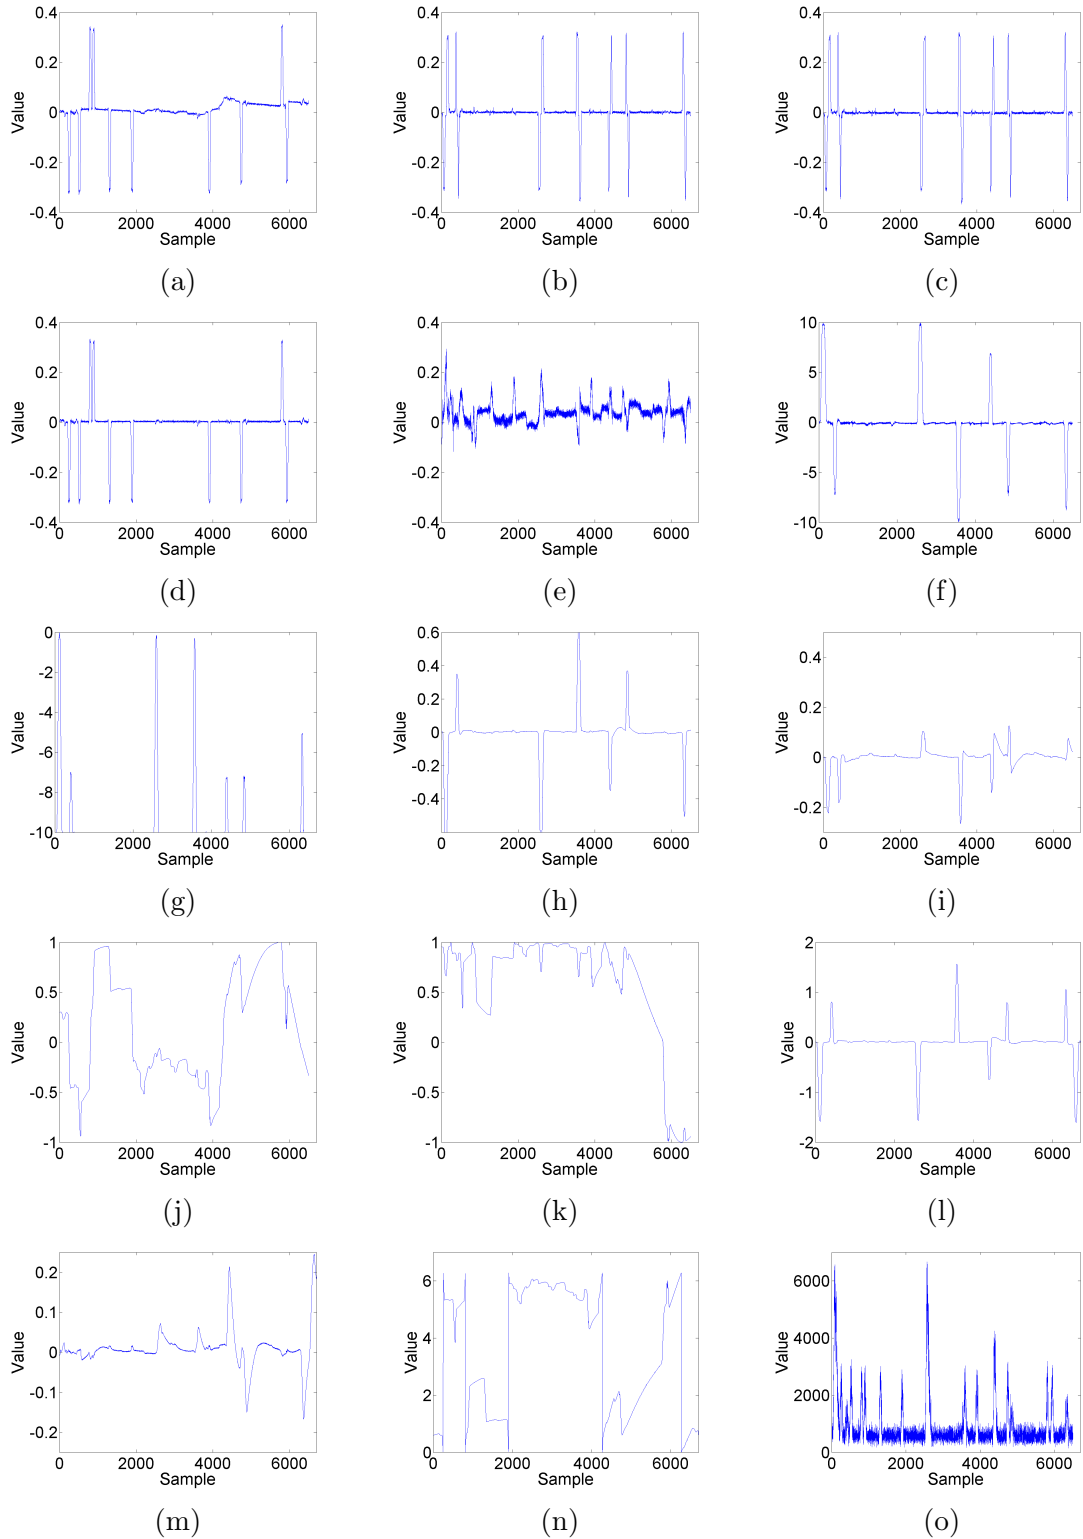 0.4 0.4 0.4
0.2 0.2 0.2
0 0 0
-0.2 -0.2 -0.2
-0.4 -0.4 -0.4
Value Value Value
0 2000 4000 6000 0 2000 4000 6000 0 2000 4000 6000
Sample Sample Sample
(a) (b) (c)
0.4 0.4 10
0.2 0.2 5
0 0 0
-0.2 -0.2 -5
-0.4 -0.4 -10
Value Value Value
0 2000 4000 6000 0 2000 4000 6000 0 2000 4000 6000
Sample Sample Sample
(d) (e) (f)
0 0.6 0.4
-2 0.4 0.2
-4 0.2 0
-6 0 -0.2
-8 -0.2
-10 -0.4
Value Value Value
0 2000 4000 6000 0 2000 4000 6000 0 2000 4000 6000
Sample Sample Sample
(g) (h) (i)
1 1 2
0.5 0.5 1
0 0 0
-0.5 -0.5 -1
-1 -1 -2
Value Value Value
0 2000 4000 6000 0 2000 4000 6000 0 2000 4000 6000
Sample Sample Sample
(j) (k) (l)
0.2 6 6000
0.1 4 4000
0 2 2000
-0.1 0 0
-0.2
Value Value Value
0 2000 4000 6000 0 2000 4000 6000 0 2000 4000 6000
Sample Sample Sample
(m) (n) (o)